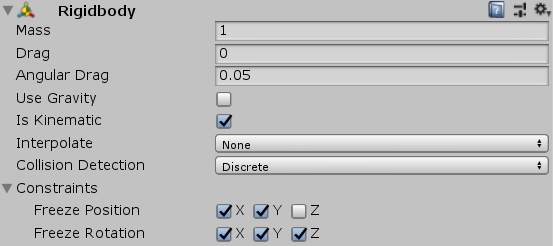 Rigidbody
Mass 1
Drag 0
Angular Drag 0.05
Use Gravity
Is Kinematic
Interpolate None
Collision Detection Discrete
Constraints
Freeze Position X Y Z
Freeze Rotation X Y Z